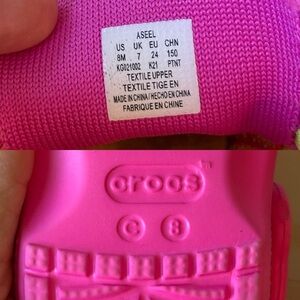 ASEEL
US UK EU CHN
8M 7 24 150
KG021002 K21 PTNT
TEXTILE UPPER
TEXTILE TIGE EN
MADE IN CHINA/HECHO EN CHINA/
FABRIQUE EN CHINE
crocs™
C 8